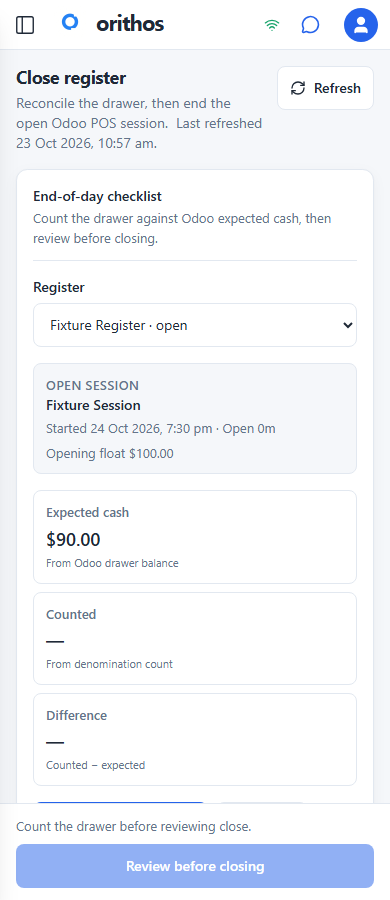 orithos
Close register
Refresh
Reconcile the drawer, then end the
open Odoo POS session. Last refreshed
23 Oct 2026, 10:57 am.
End-of-day checklist
Count the drawer against Odoo expected cash, then
review before closing.
Register
Fixture Register · open
OPEN SESSION
Fixture Session
Started 24 Oct 2026, 7:30 pm · Open 0m
Opening float $100.00
Expected cash
$90.00
From Odoo drawer balance
Counted
—
From denomination count
Difference
—
Counted − expected
Count the drawer before reviewing close.
Review before closing